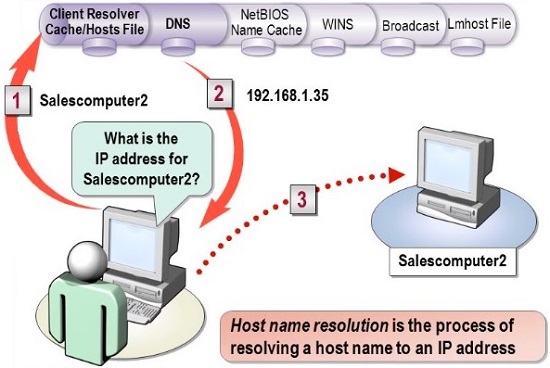 Client Resolver
Cache/Hosts File
DNS
NetBIOS
Name Cache
WINS
Broadcast
Lmhost File
1
Salescomputer2
2
192.168.1.35
What is the
IP address for
Salescomputer2?
3
Salescomputer2
Host name resolution is the process of
resolving a host name to an IP address